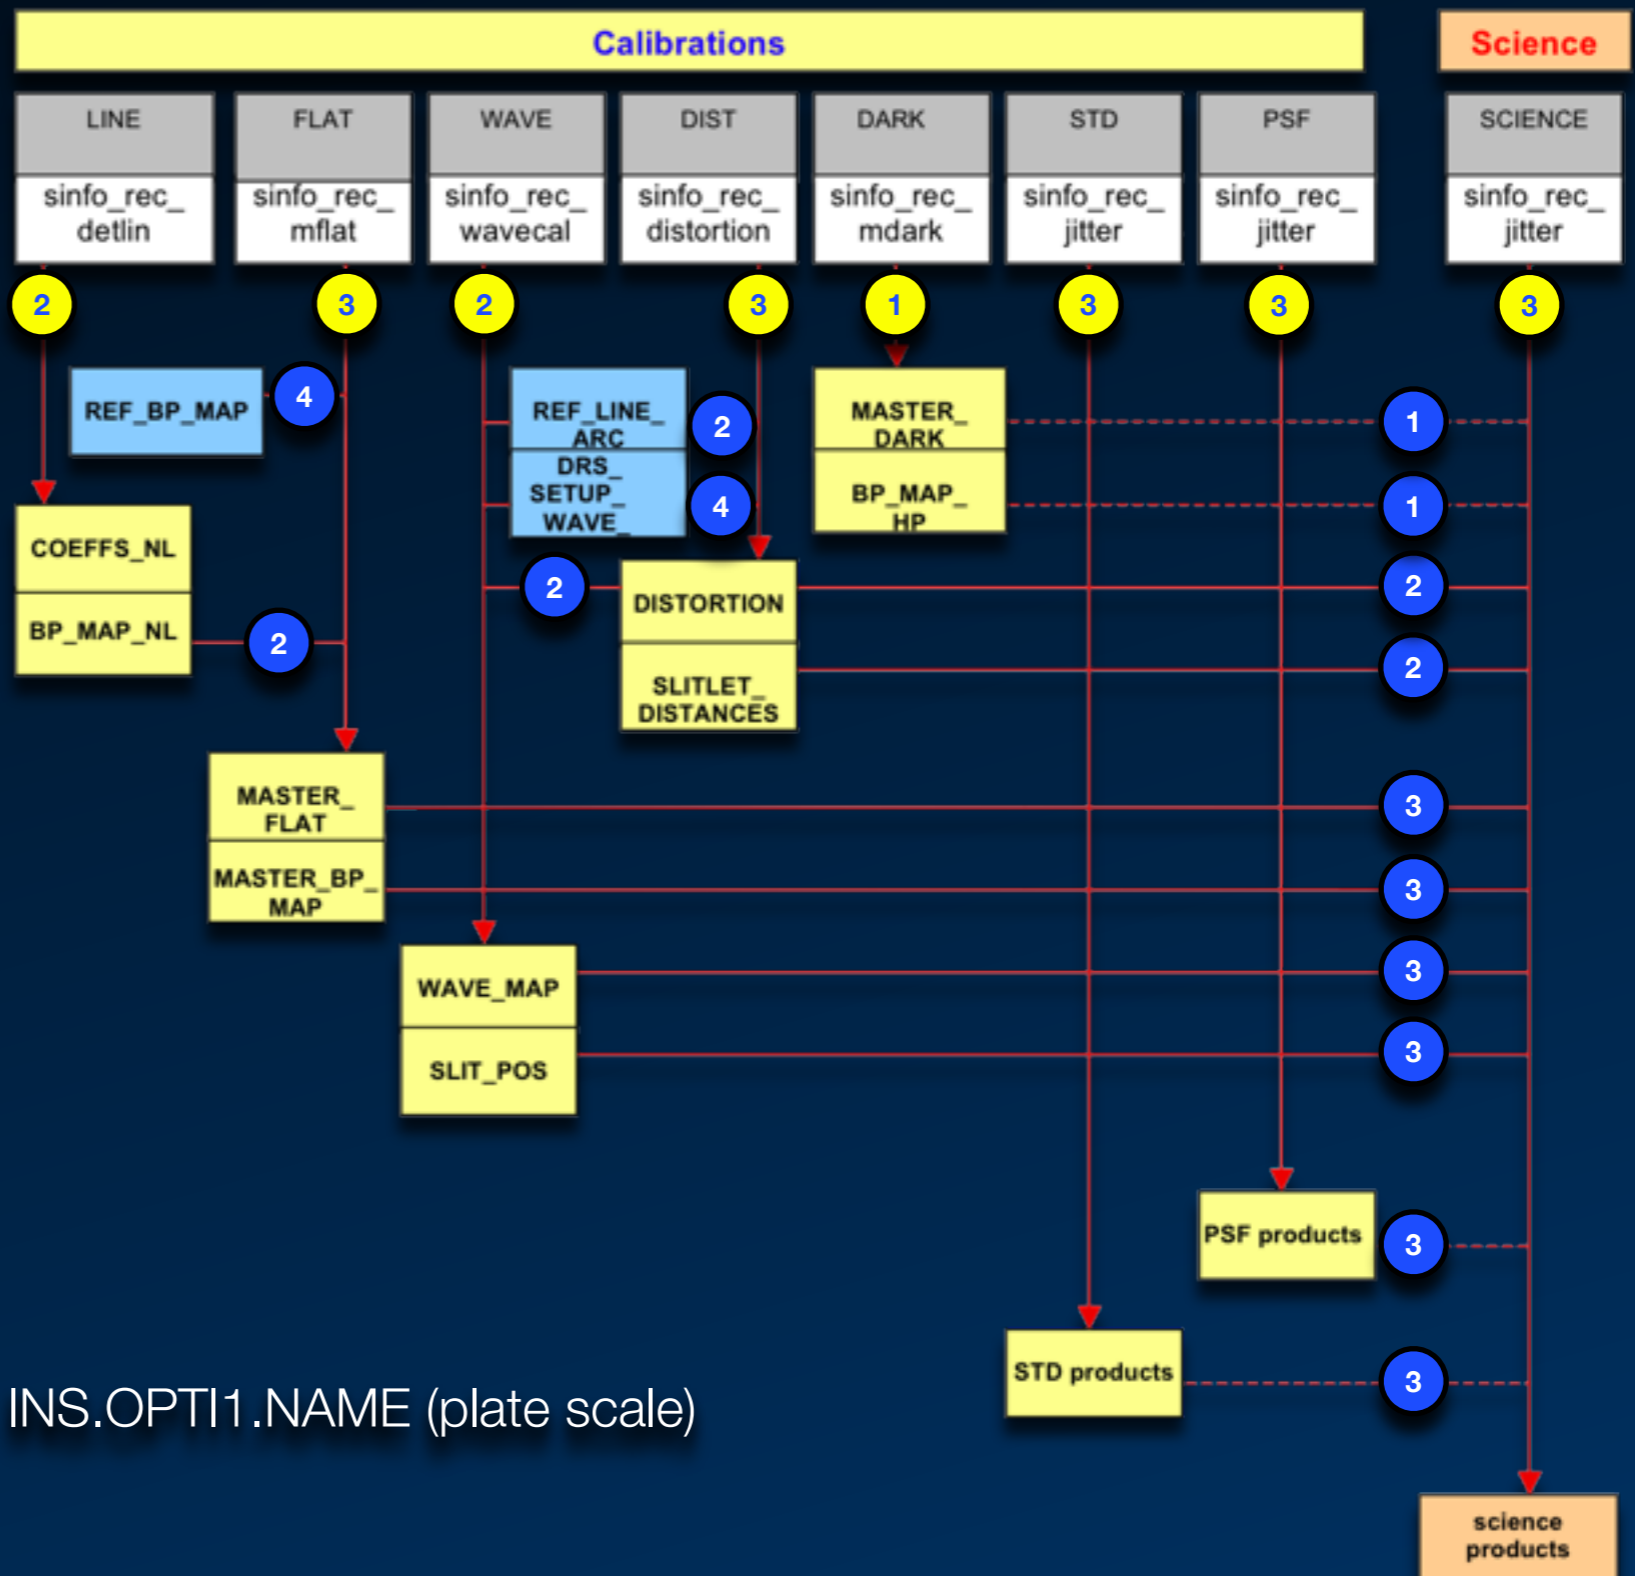 Calibrations
Science
LINE
FLAT
WAVE
DIST
DARK
STD
PSF
SCIENCE
sinfo_rec_
detlin
sinfo_rec_
mflat
sinfo_rec_
wavecal
sinfo_rec_
distortion
sinfo_rec_
mdark
sinfo_rec_
jitter
sinfo_rec_
jitter
sinfo_rec_
jitter
2
3
2
3
1
3
3
3
REF_BP_MAP
4
REF_LINE_
ARC
2
DRS_
SETUP_
WAVE_
4
MASTER_
DARK
1
BP_MAP_
HP
1
COEFFS_NL
BP_MAP_NL
2
2
DISTORTION
2
SLITLET_
DISTANCES
2
MASTER_
FLAT
3
MASTER_BP_
MAP
3
WAVE_MAP
3
SLIT_POS
3
PSF products
3
STD products
3
INS.OPTI1.NAME (plate scale)
science
products